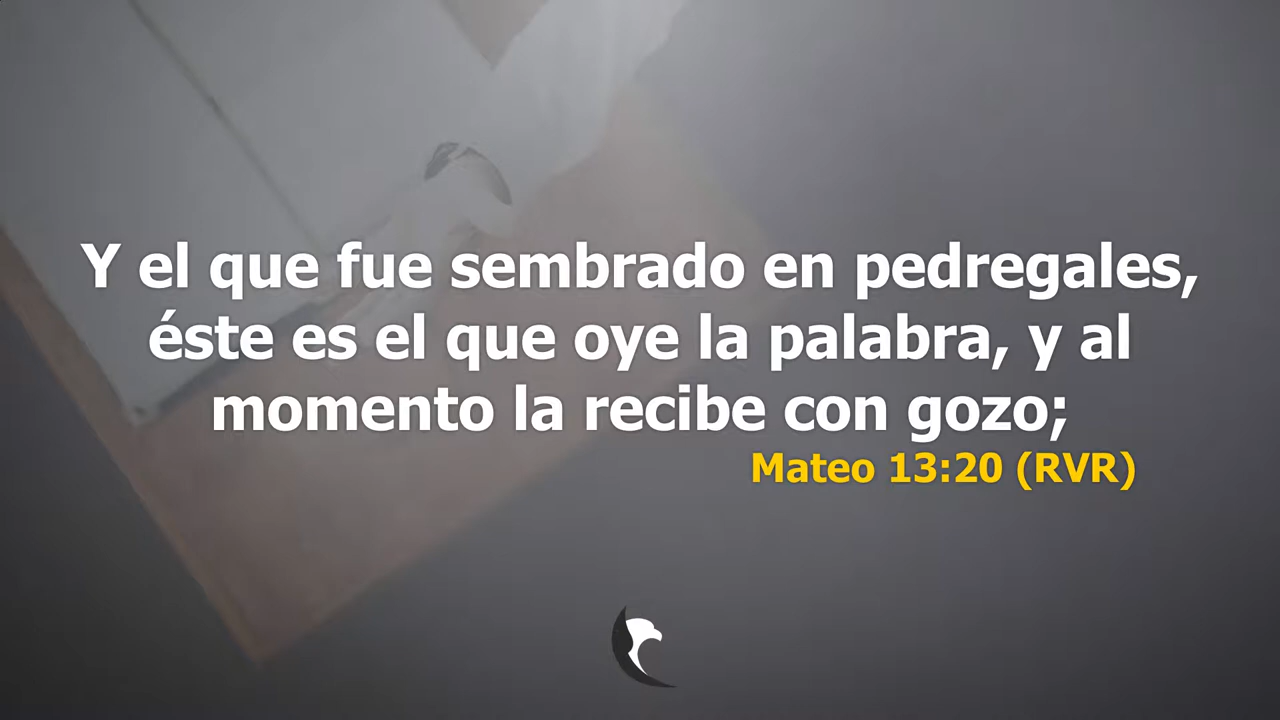 Y el que fue sembrado en pedregales,
éste es el que oye la palabra, y al
momento la recibe con gozo;
Mateo 13:20 (RVR)